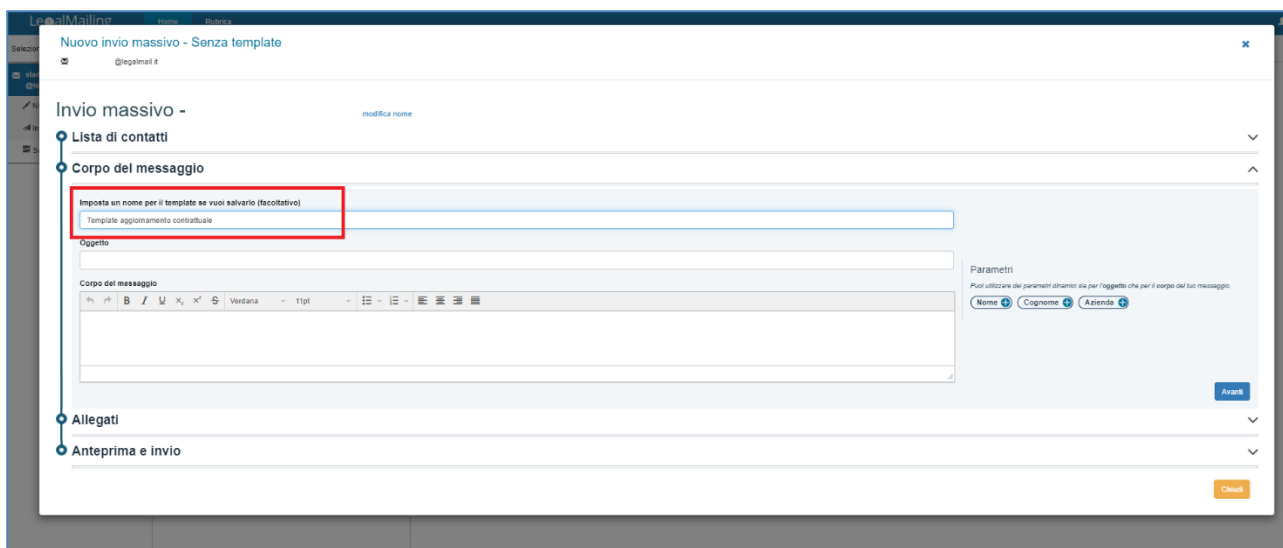 LegalMailing Home Rubrica
Nuovo invio massivo - Senza template
@legalmail.it
Invio massivo - modifica nome
Lista di contatti
Corpo del messaggio
Imposta un nome per il template se vuoi salvarlo (facoltativo)
Template aggiornamento contrattuale
Oggetto
Parametri
Puoi utilizzare dei parametri dinamici sia per l'oggetto che per il corpo del tuo messaggio.
Nome Cognome Azienda
Corpo del messaggio
B I U x₂ x² S Verdana 11pt
Avanti
Allegati
Anteprima e invio
Chiudi